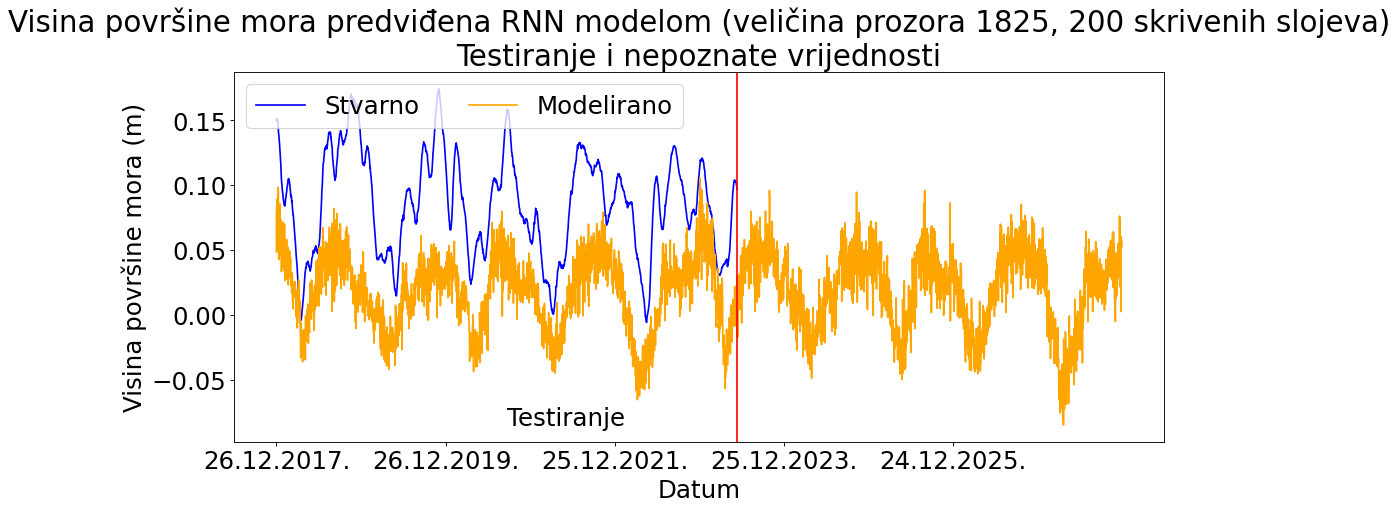 Visina površine mora predviđena RNN modelom (veličina prozora 1825, 200 skrivenih slojeva)
Testiranje i nepoznate vrijednosti
Stvarno Modelirano
Visina površine mora (m)
0.15
0.10
0.05
0.00
−0.05
Testiranje
26.12.2017. 26.12.2019. 25.12.2021. 25.12.2023. 24.12.2025.
Datum